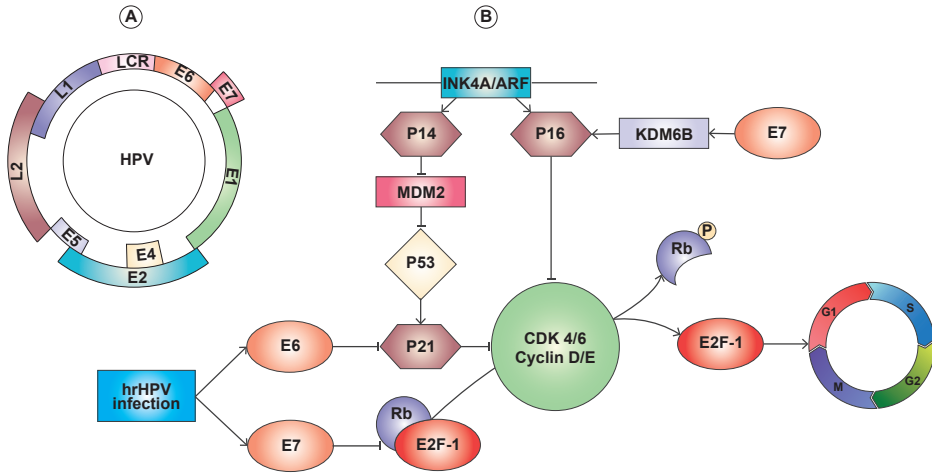 A
LCR
E6
E7
L1
HPV
L2
E1
E5
E4
E2
B
INK4A/ARF
P14
P16
KDM6B
E7
MDM2
P53
Rb
P
E6
P21
CDK 4/6
Cyclin D/E
E2F-1
G1
S
M
G2
hrHPV
infection
E7
Rb
E2F-1